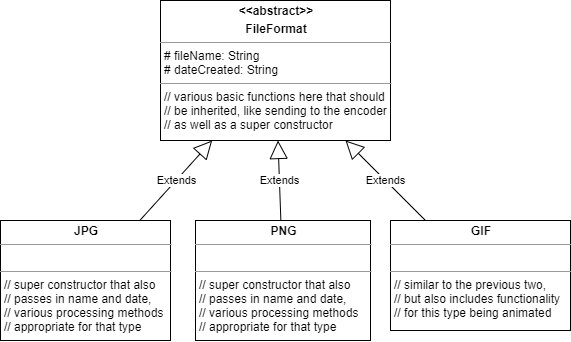 <<abstract>>
FileFormat
# fileName: String
# dateCreated: String
// various basic functions here that should
// be inherited, like sending to the encoder
// as well as a super constructor
Extends
Extends
Extends
JPG
// super constructor that also
// passes in name and date,
// various processing methods
// appropriate for that type
PNG
// super constructor that also
// passes in name and date,
// various processing methods
// appropriate for that type
GIF
// similar to the previous two,
// but also includes functionality
// for this type being animated